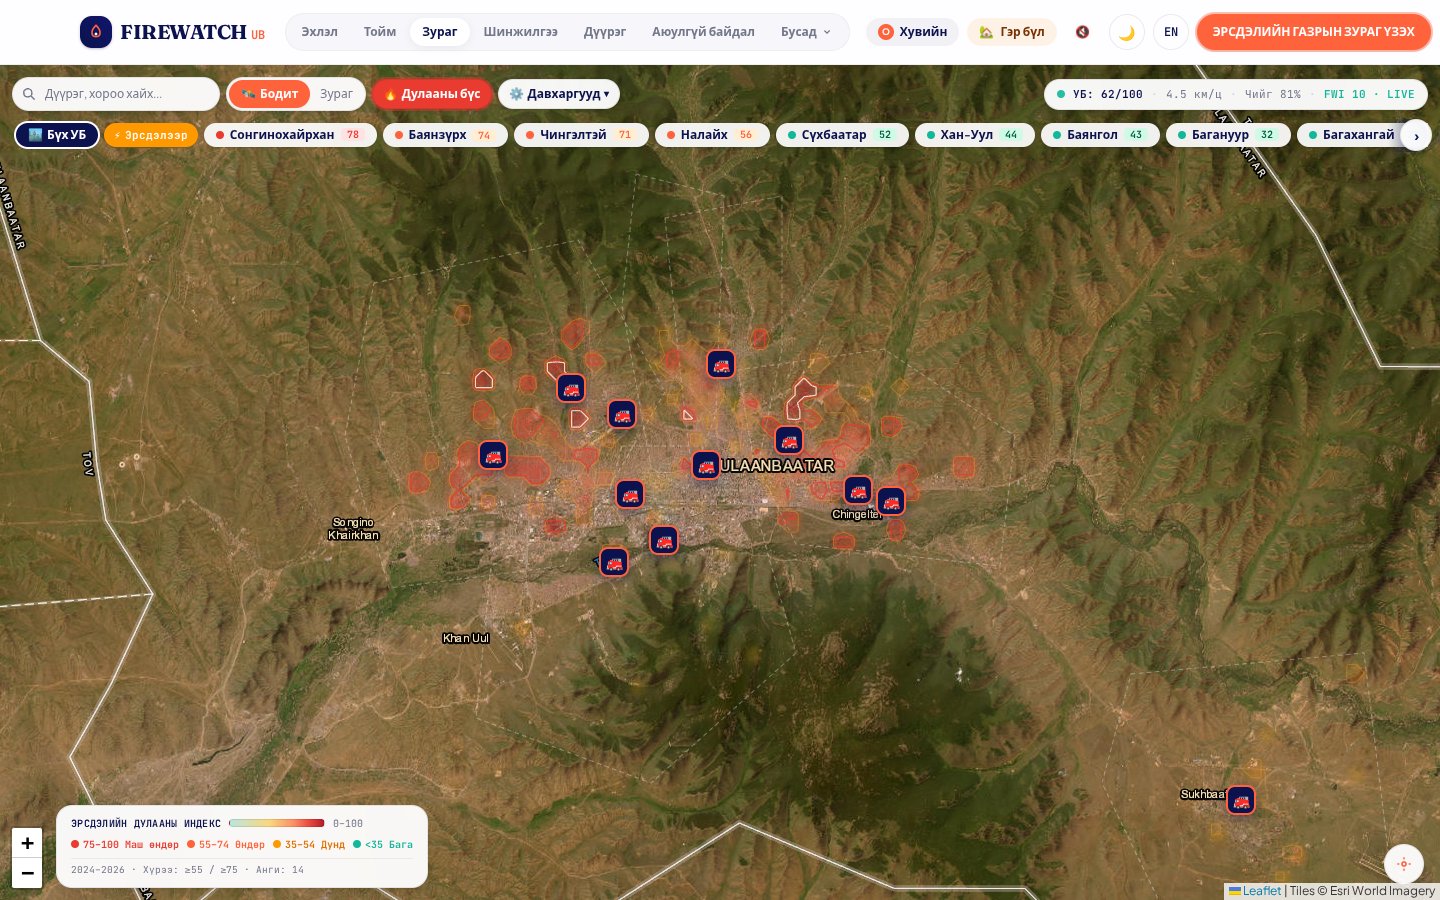 FIREWATCH UB
Эхлэл Тойм Зураг Шинжилгээ Дүүрэг Аюулгүй байдал Бусад
Хувийн Гэр бүл EN ЭРСДЭЛИЙН ГАЗРЫН ЗУРАГ ҮЗЭХ
Дүүрэг, хороо хайх... Бодит Зураг Дулааны бүс Давхаргууд ▾
УБ: 62/100 · 4.5 км/ц · Чийг 81% · FWI 10 · LIVE
Бүх УБ ⚡ Эрсдэлээр Сонгинохайрхан 78 Баянзүрх 74 Чингэлтэй 71 Налайх 56 Сүхбаатар 52 Хан-Уул 44 Баянгол 43 Багануур 32 Багахангай ›
TOV
ULAANBAATAR
Chingeltei
Songino
Khairkhan
Khan Uul
ЭРСДЭЛИЙН ДУЛААНЫ ИНДЕКС 0–100
75–100 Маш өндөр 55–74 Өндөр 35–54 Дунд <35 Бага
2024–2026 · Хүрээ: ≥55 / ≥75 · Анги: 14
+
−
Leaflet | Tiles © Esri World Imagery